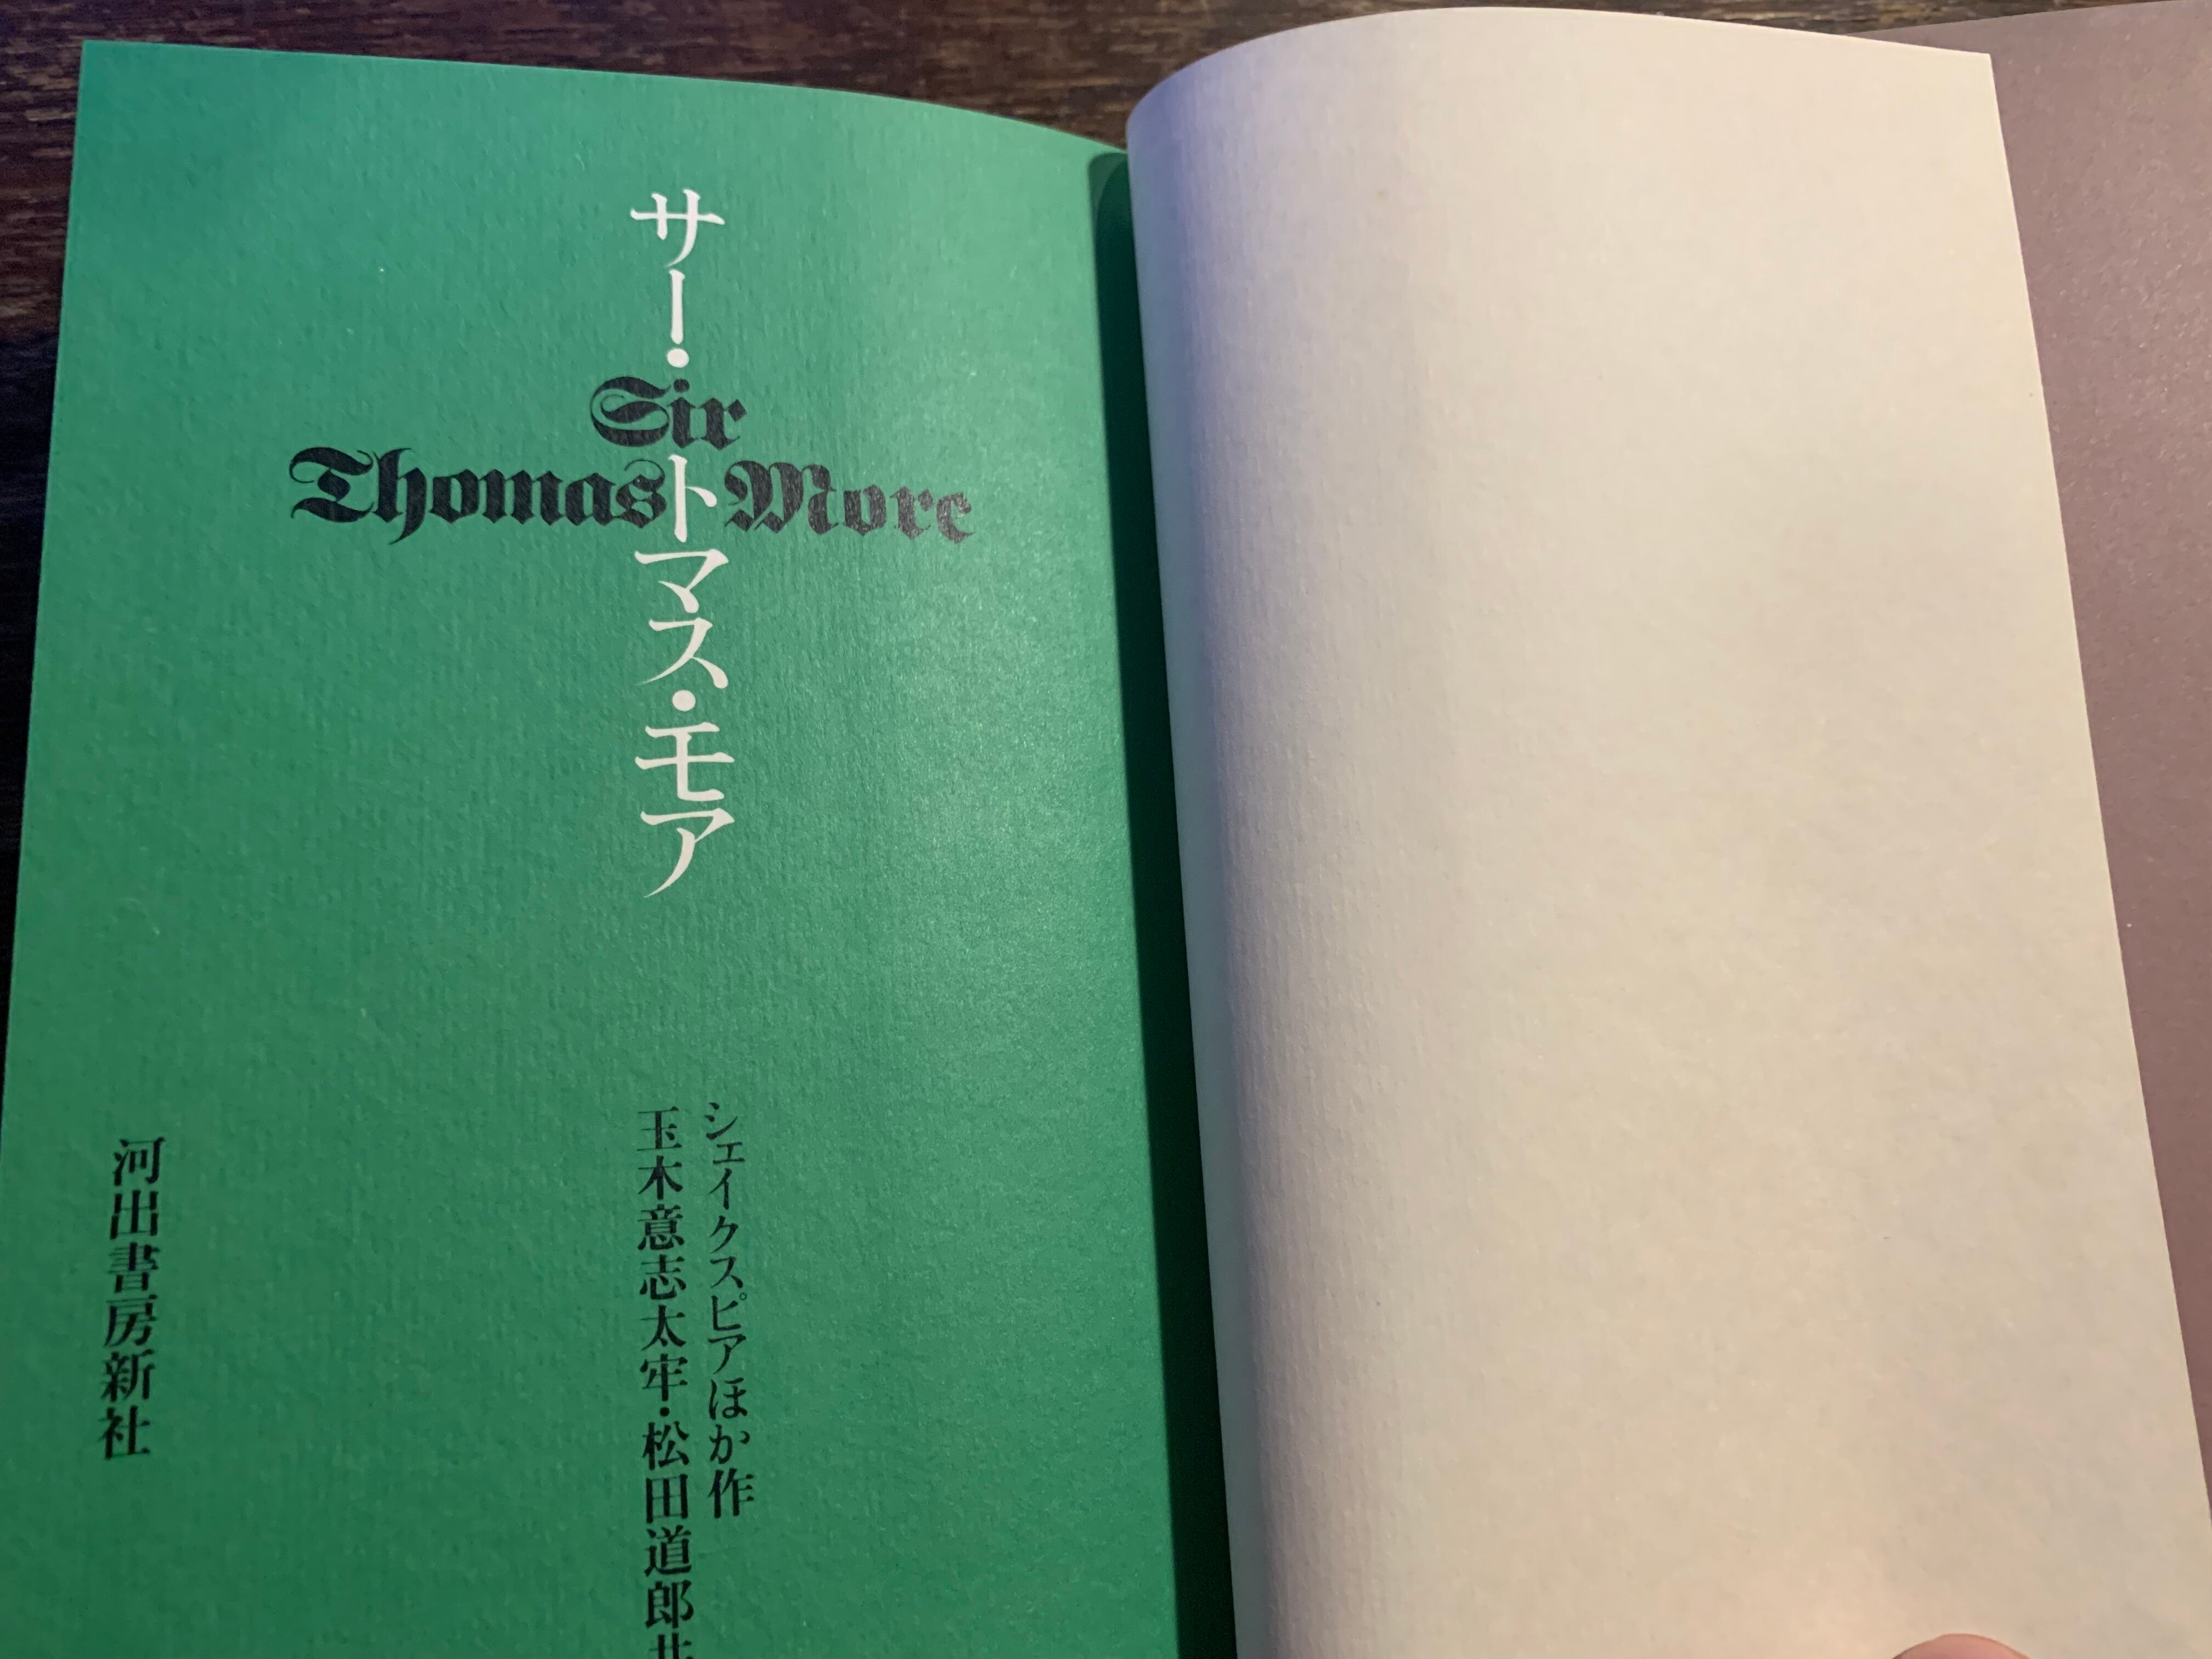 サー・トマス・モア
Sir
Thomas More
シェイクスピアほか作
玉木意志太牢・松田道郎共
河出書房新社